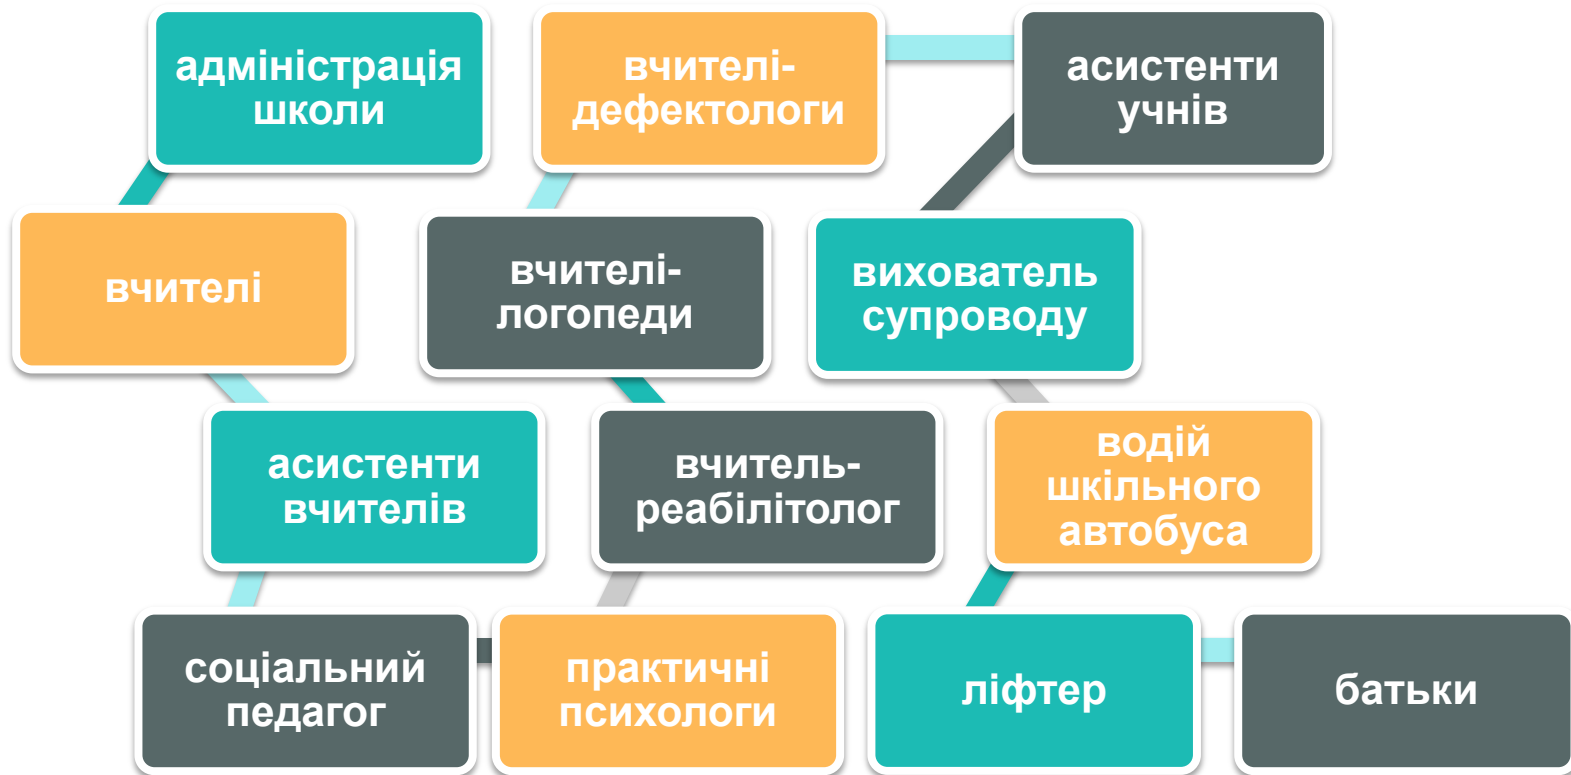 адміністрація
школи
вчителі-
дефектологи
асистенти
учнів
вчителі
вчителі-
логопеди
вихователь
супроводу
асистенти
вчителів
вчитель-
реабілітолог
водій
шкільного
автобуса
соціальний
педагог
практичні
психологи
ліфтер
батьки